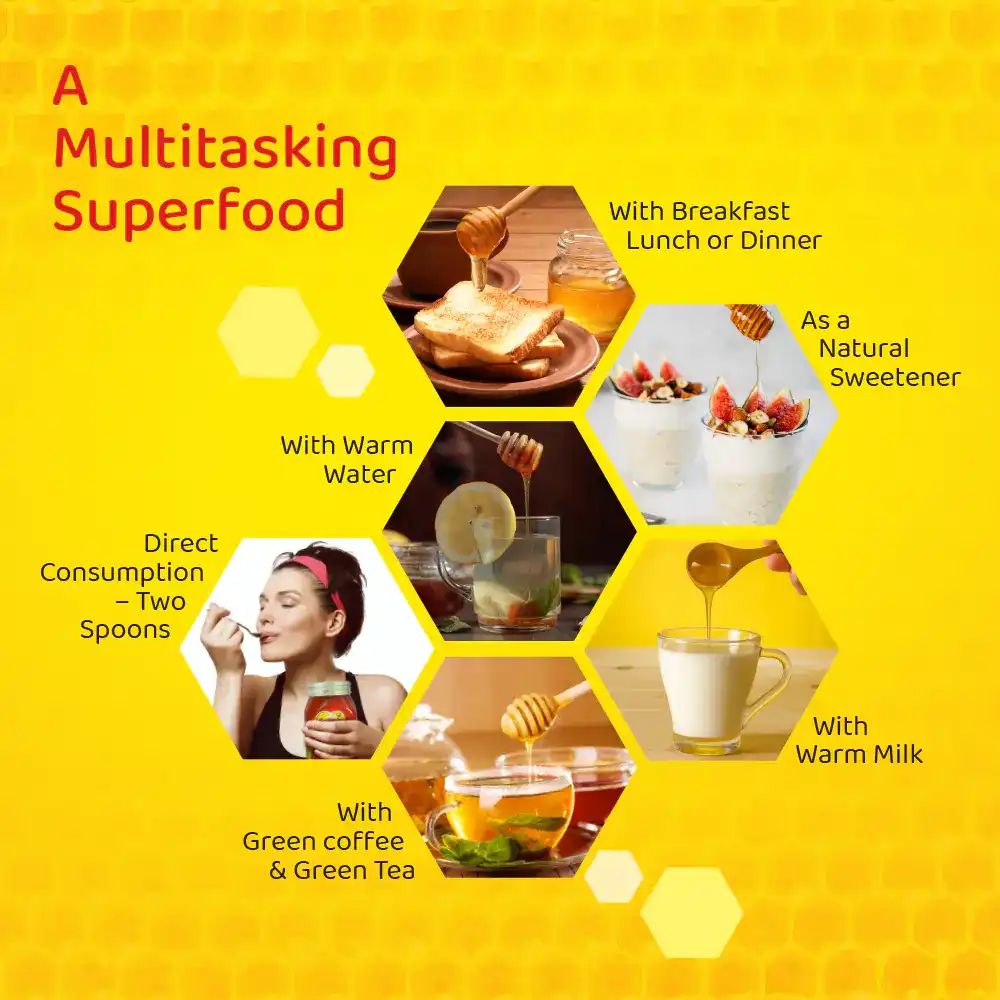 A
Multitasking
Superfood
With Breakfast
Lunch or Dinner
As a
Natural
Sweetener
With Warm
Water
Direct
Consumption
– Two
Spoons
With
Warm Milk
With
Green coffee
& Green Tea